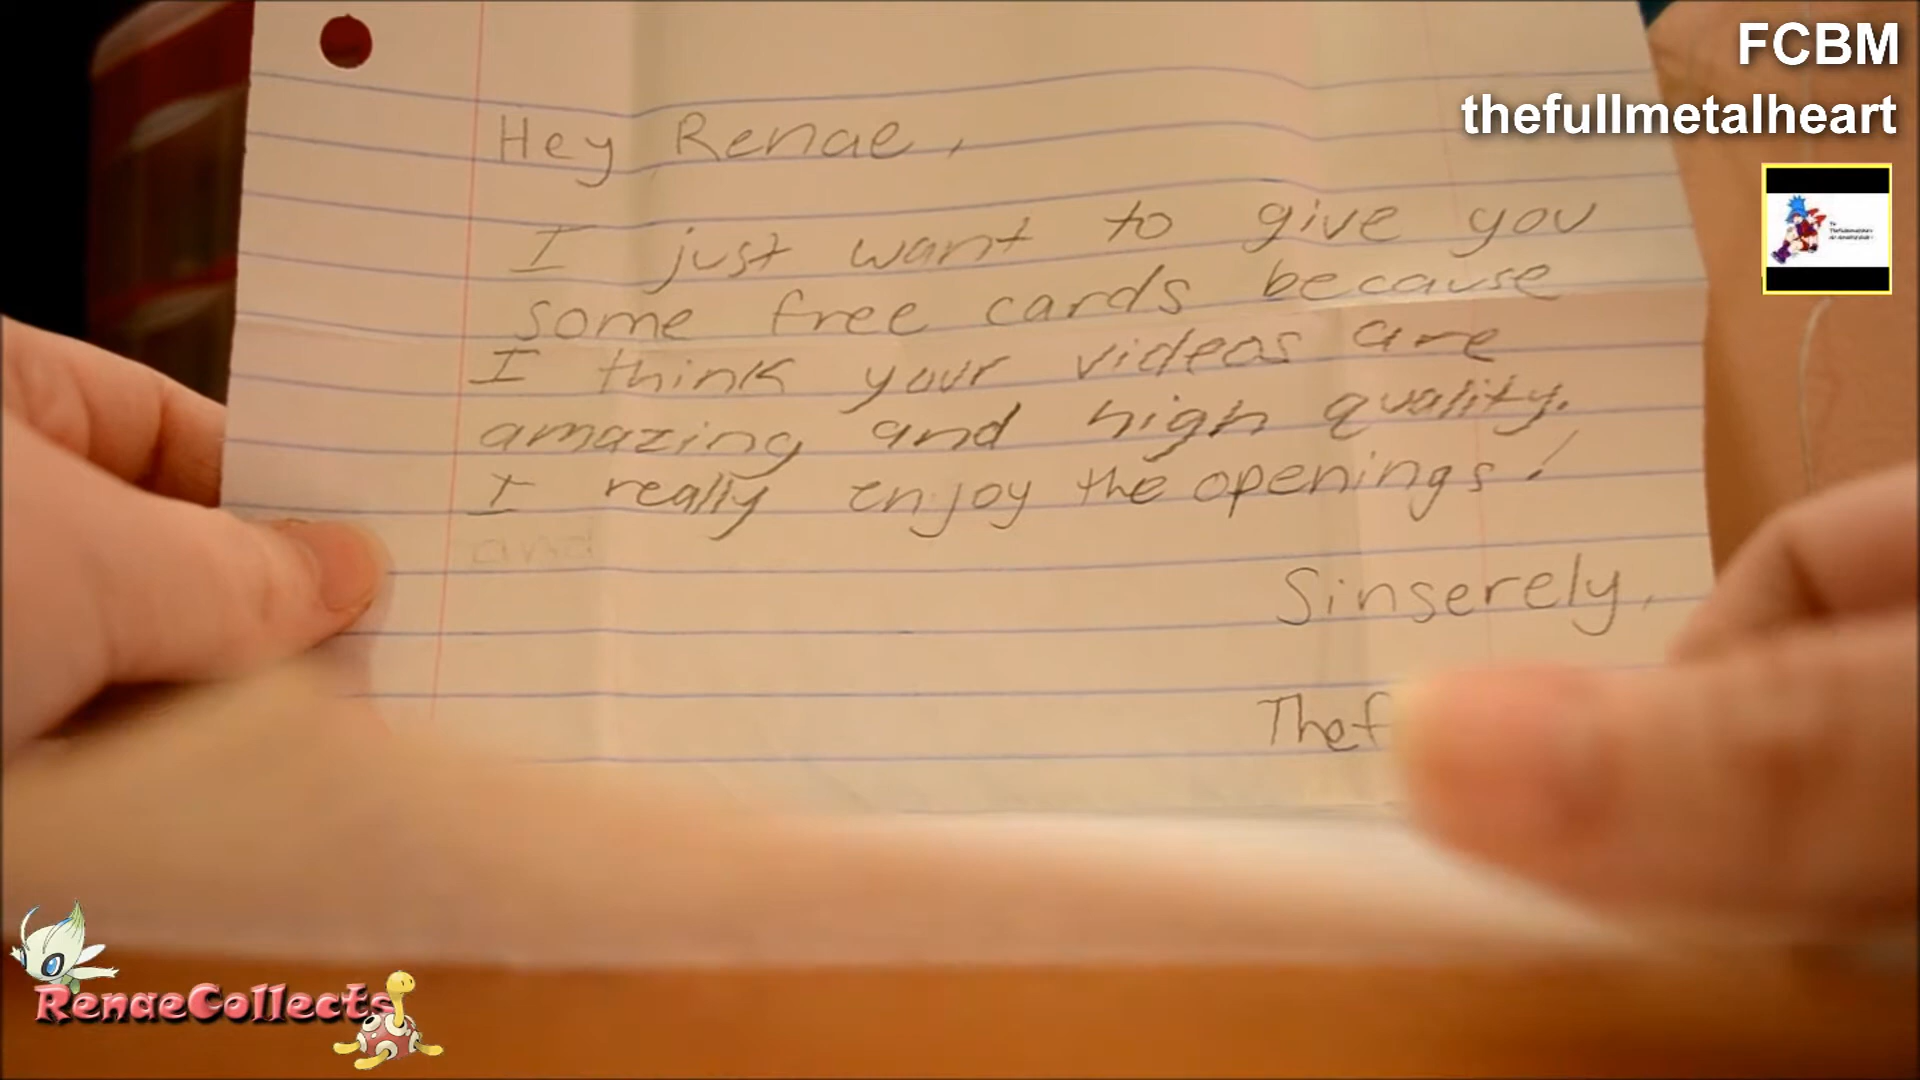 FCBM
thefullmetalheart
Hey Renae,
I just want to give you
some free cards because
I think your videos are
amazing and high quality.
I really enjoy the openings!
and
Sinserely,
Thef
RenaeCollects